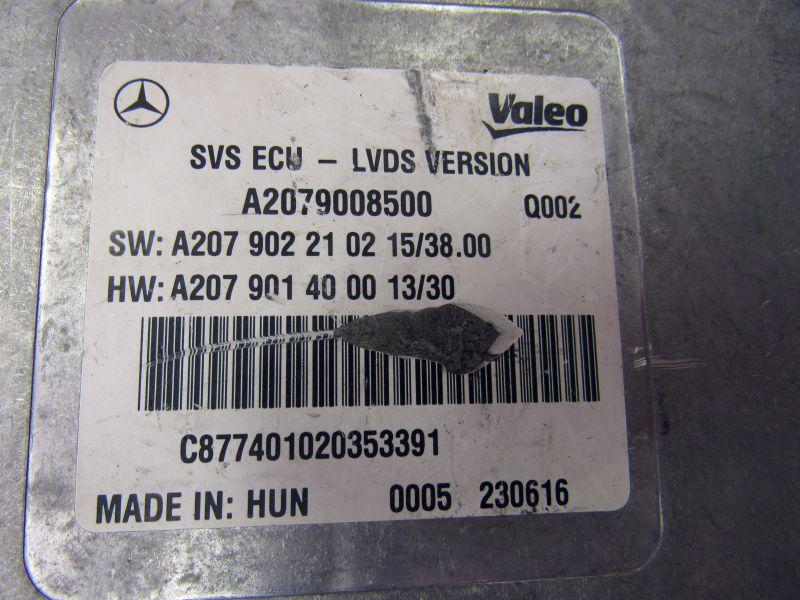 Valeo
SVS ECU – LVDS VERSION
A2079008500 Q002
SW: A207 902 21 02 15/38.00
HW: A207 901 40 00 13/30
C877401020353391
MADE IN: HUN 0005 230616